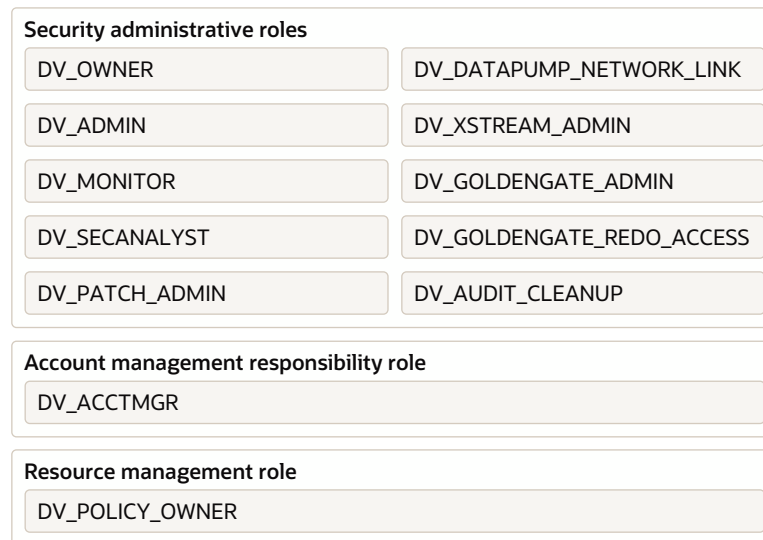 Security administrative roles
DV_OWNER
DV_DATAPUMP_NETWORK_LINK
DV_ADMIN
DV_XSTREAM_ADMIN
DV_MONITOR
DV_GOLDENGATE_ADMIN
DV_SECANALYST
DV_GOLDENGATE_REDO_ACCESS
DV_PATCH_ADMIN
DV_AUDIT_CLEANUP
Account management responsibility role
DV_ACCTMGR
Resource management role
DV_POLICY_OWNER